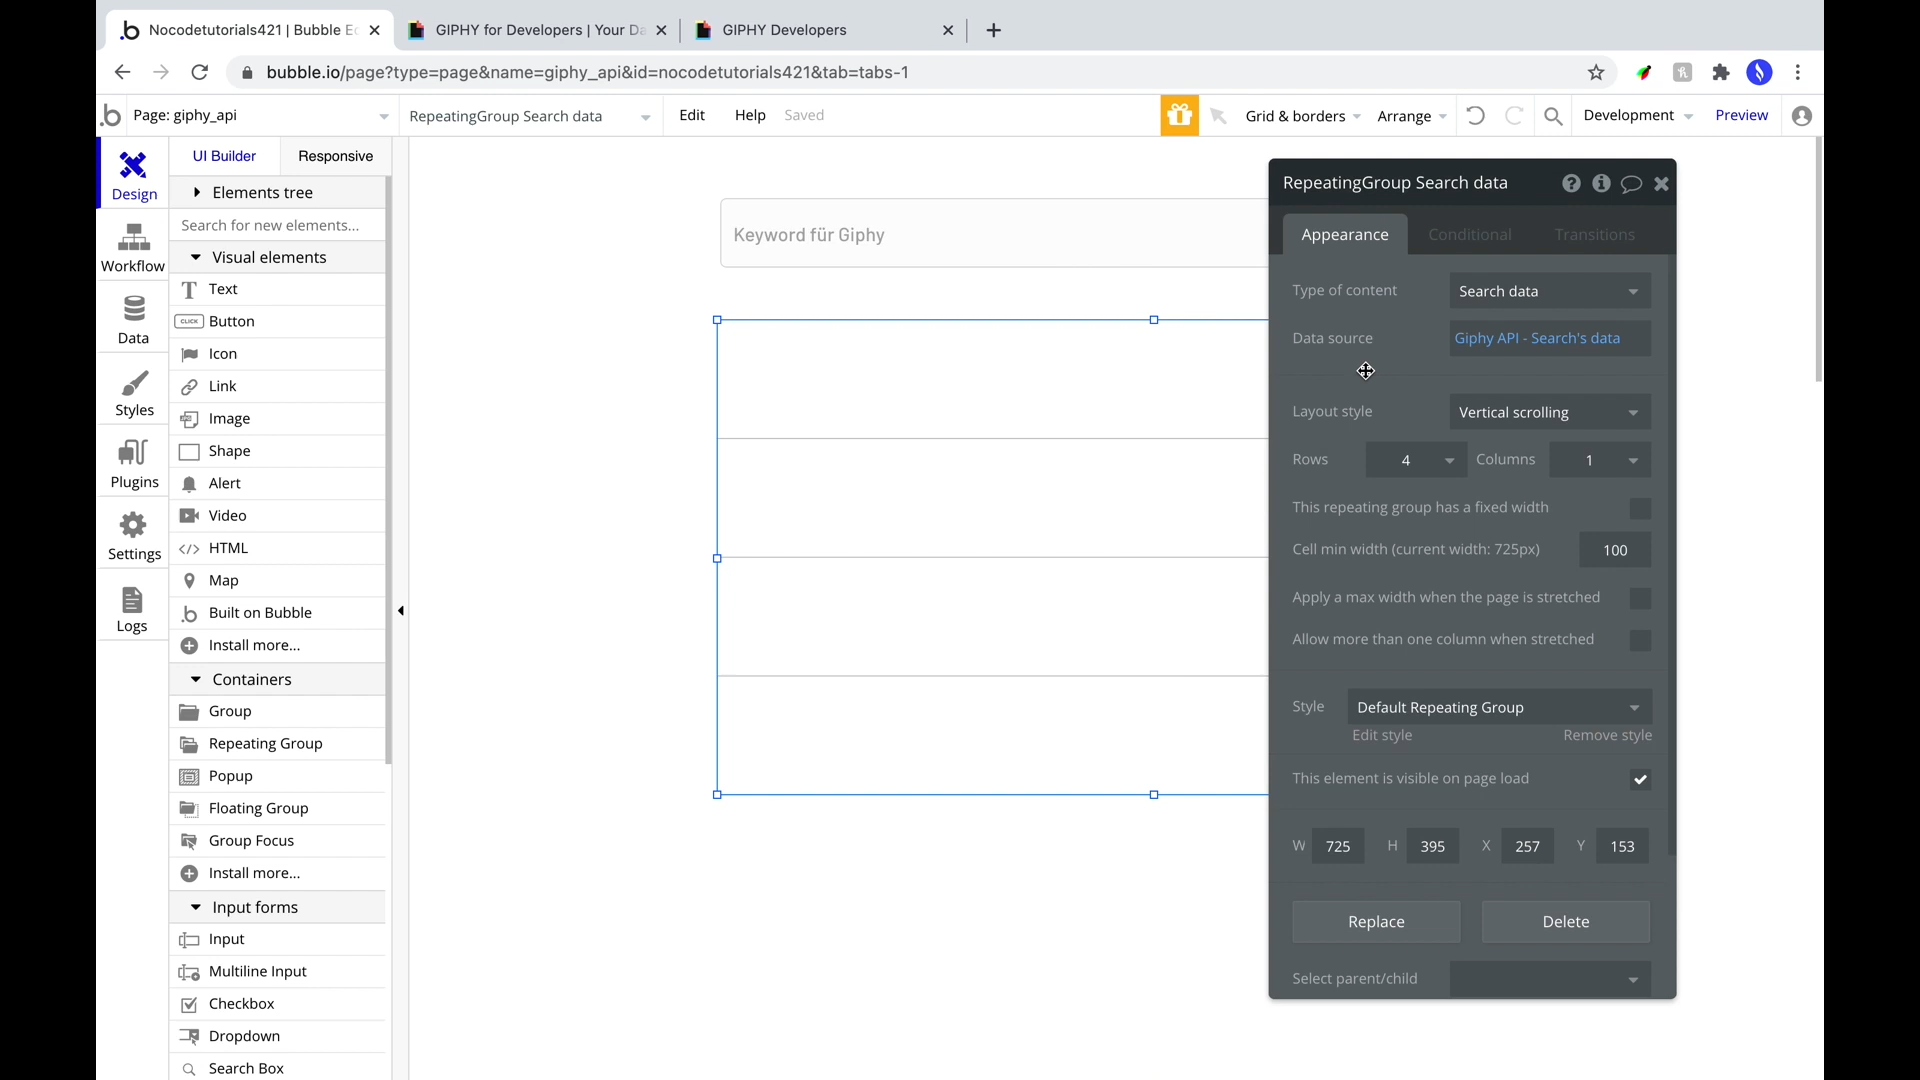 Nocodetutorials421 | Bubble Ec
GIPHY for Developers | Your Da
GIPHY Developers
bubble.io/page?type=page&name=giphy_api&id=nocodetutorials421&tab=tabs-1
Page: giphy_api
RepeatingGroup Search data
Edit
Help
Saved
Grid & borders
Arrange
Development
Preview
Design
Workflow
Data
Styles
Plugins
Settings
Logs
UI Builder
Responsive
Elements tree
Search for new elements...
Visual elements
Text
CLICK Button
Icon
Link
Image
Shape
Alert
Video
HTML
Map
Built on Bubble
Install more...
Containers
Group
Repeating Group
Popup
Floating Group
Group Focus
Install more...
Input forms
Input
Multiline Input
Checkbox
Dropdown
Search Box
Keyword für Giphy
RepeatingGroup Search data
Appearance
Conditional
Transitions
Type of content Search data
Data source Giphy API - Search's data
Layout style Vertical scrolling
Rows 4 Columns 1
This repeating group has a fixed width
Cell min width (current width: 725px) 100
Apply a max width when the page is stretched
Allow more than one column when stretched
Style Default Repeating Group
Edit style Remove style
This element is visible on page load
W 725 H 395 X 257 Y 153
Replace Delete
Select parent/child